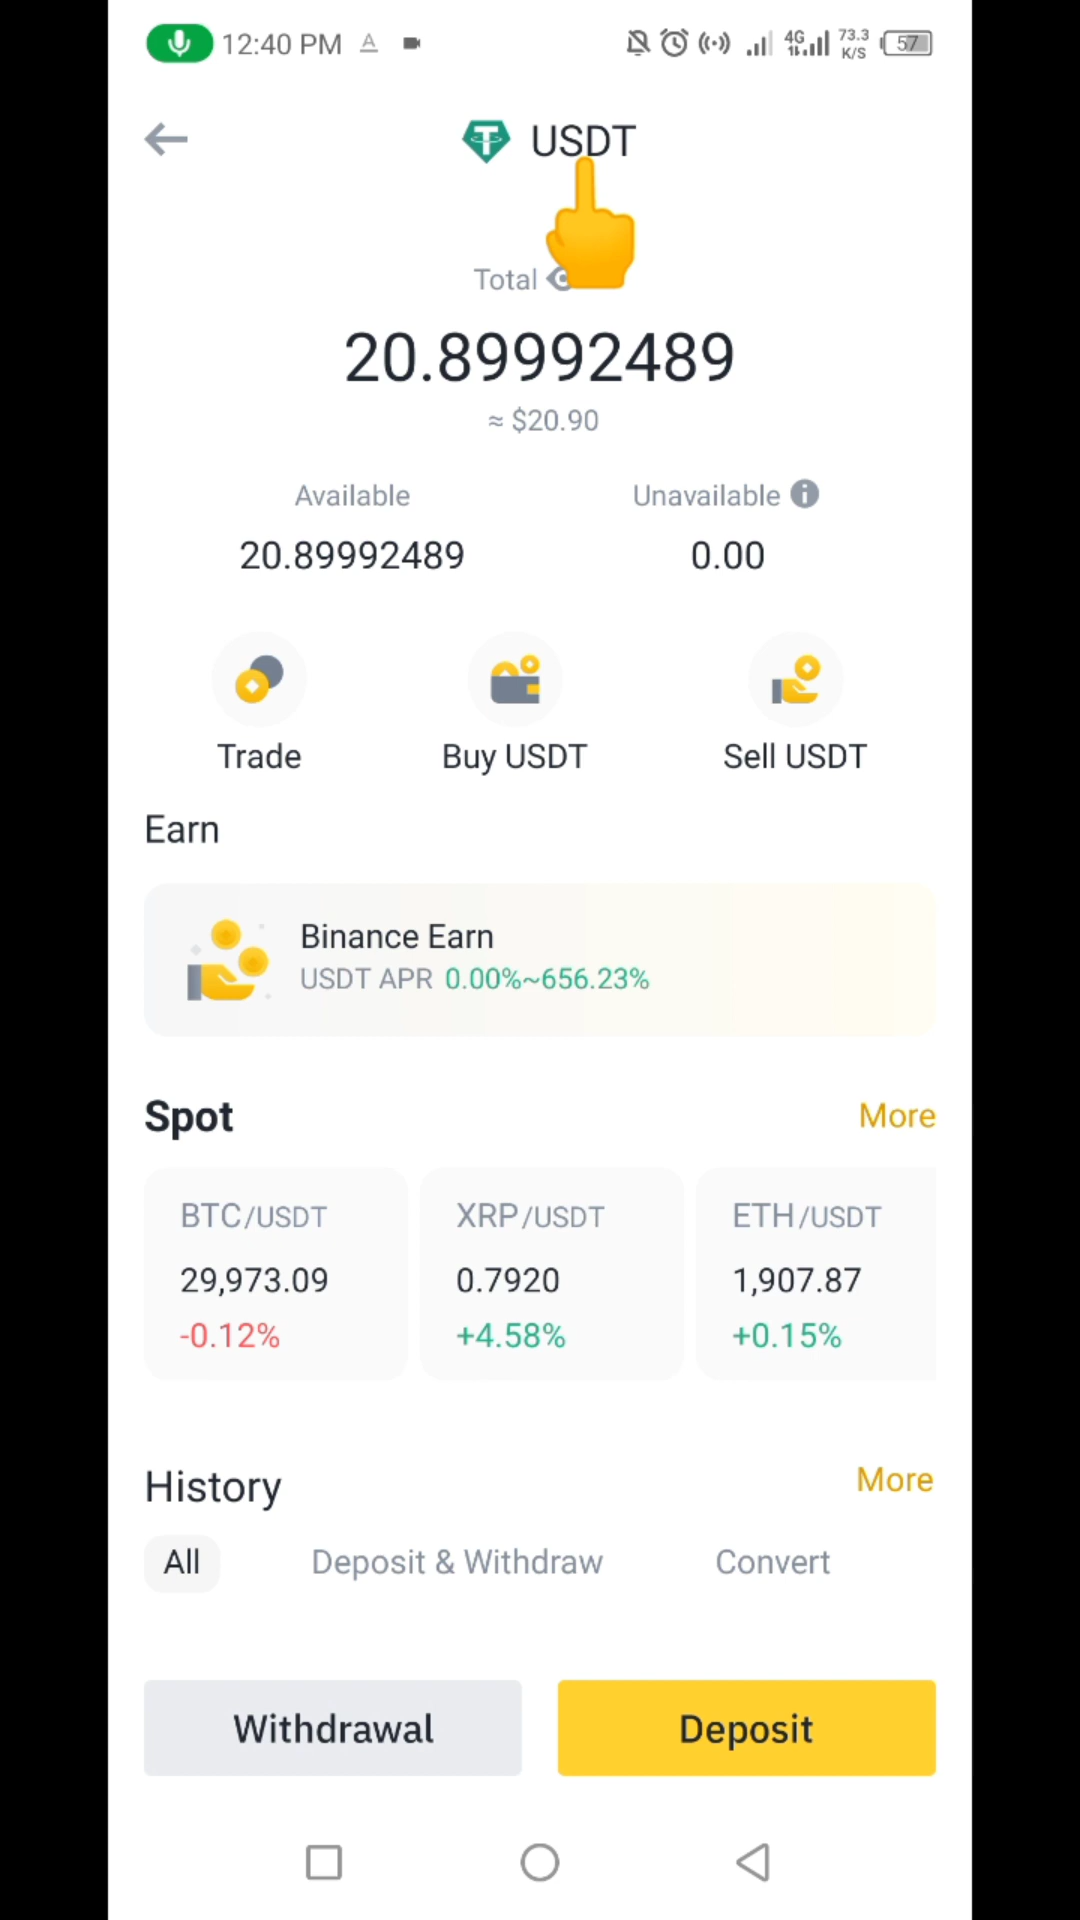 12:40 PM A 4G 73.3 K/S 57
USDT
Total
20.89992489
≈ $20.90
Available Unavailable
20.89992489 0.00
Trade Buy USDT Sell USDT
Earn
Binance Earn
USDT APR 0.00%~656.23%
Spot More
BTC/USDT XRP/USDT ETH/USDT
29,973.09 0.7920 1,907.87
-0.12% +4.58% +0.15%
History More
All Deposit & Withdraw Convert
Withdrawal Deposit